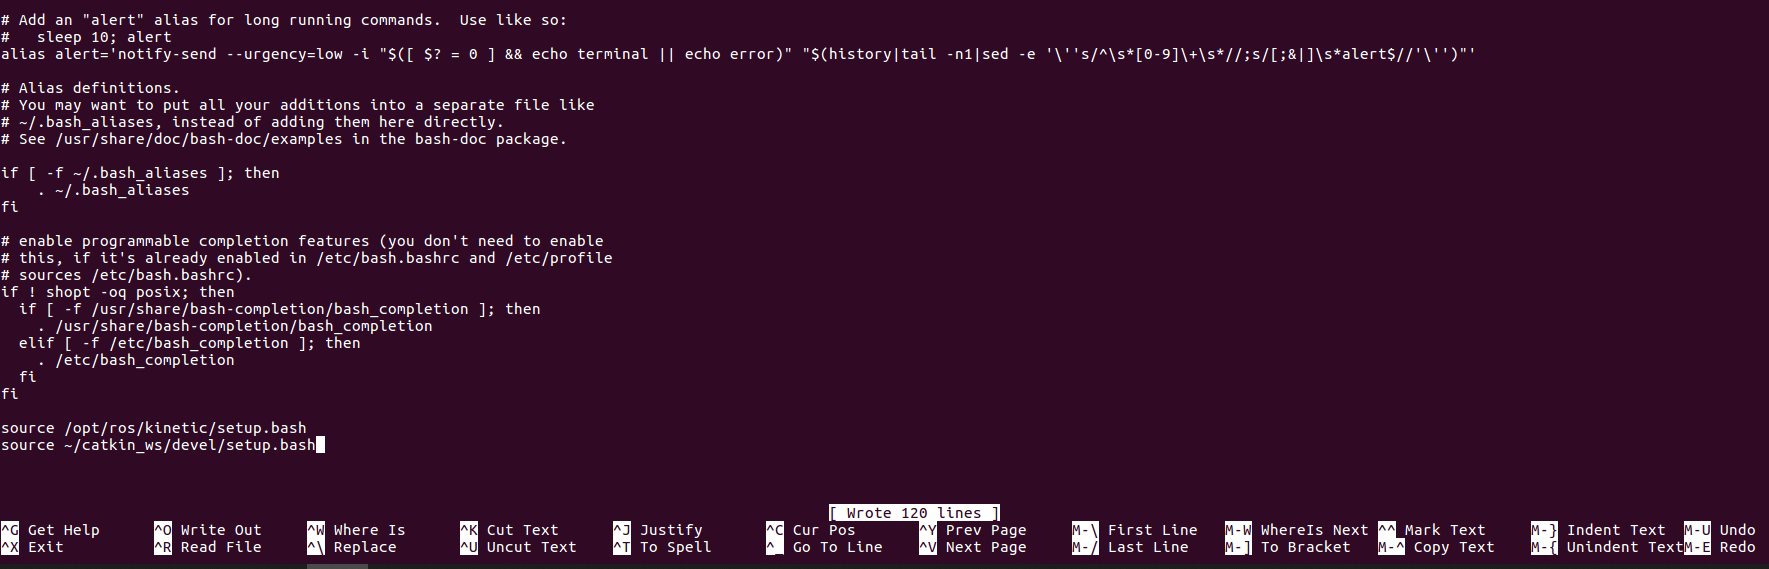 # Add an "alert" alias for long running commands.  Use like so:
#   sleep 10; alert
alias alert='notify-send --urgency=low -i "$([ $? = 0 ] && echo terminal || echo error)" "$(history|tail -n1|sed -e '\''s/^\s*[0-9]\+\s*//;s/[;&|]\s*alert$//'\'')"'

# Alias definitions.
# You may want to put all your additions into a separate file like
# ~/.bash_aliases, instead of adding them here directly.
# See /usr/share/doc/bash-doc/examples in the bash-doc package.

if [ -f ~/.bash_aliases ]; then
    . ~/.bash_aliases
fi

# enable programmable completion features (you don't need to enable
# this, if it's already enabled in /etc/bash.bashrc and /etc/profile
# sources /etc/bash.bashrc).
if ! shopt -oq posix; then
  if [ -f /usr/share/bash-completion/bash_completion ]; then
    . /usr/share/bash-completion/bash_completion
  elif [ -f /etc/bash_completion ]; then
    . /etc/bash_completion
  fi
fi

source /opt/ros/kinetic/setup.bash
source ~/catkin_ws/devel/setup.bash

[ Wrote 120 lines ]
^G Get Help ^O Write Out ^W Where Is ^K Cut Text ^J Justify ^C Cur Pos ^Y Prev Page M-\ First Line M-W WhereIs Next ^^ Mark Text M-} Indent Text M-U Undo
^X Exit ^R Read File ^\ Replace ^U Uncut Text ^T To Spell ^_ Go To Line ^V Next Page M-/ Last Line M-] To Bracket M-^ Copy Text M-{ Unindent Text M-E Redo